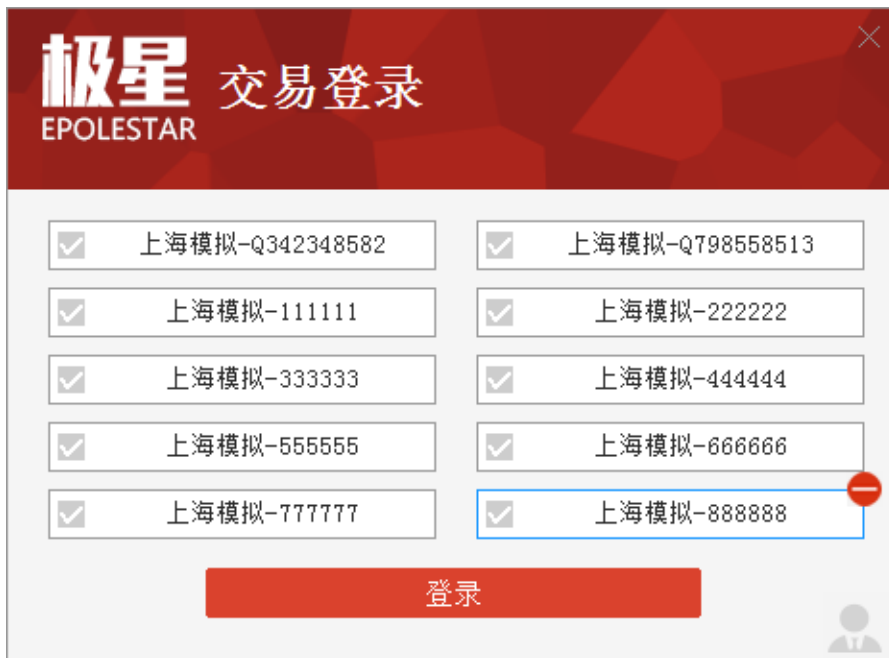 极星
EPOLESTAR
交易登录
上海模拟-Q342348582
上海模拟-Q798558513
上海模拟-111111
上海模拟-222222
上海模拟-333333
上海模拟-444444
上海模拟-555555
上海模拟-666666
上海模拟-777777
上海模拟-888888
登录